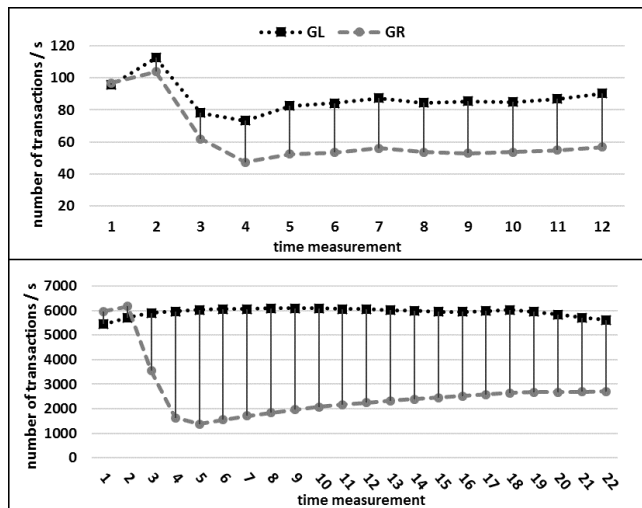 GL GR
number of transactions / s
120
100
80
60
40
20
1 2 3 4 5 6 7 8 9 10 11 12
time measurement
number of transactions / s
7000
6000
5000
4000
3000
2000
1000
0
1 2 3 4 5 6 7 8 9 10 11 12 13 14 15 16 17 18 19 20 21 22
time measurement